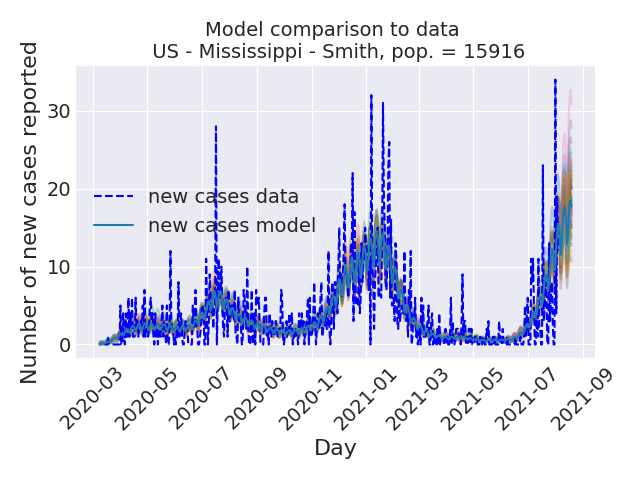 Model comparison to data
US - Mississippi - Smith, pop. = 15916
Number of new cases reported
30
20
10
0
new cases data
new cases model
2020-03
2020-05
2020-07
2020-09
2020-11
2021-01
2021-03
2021-05
2021-07
2021-09
Day